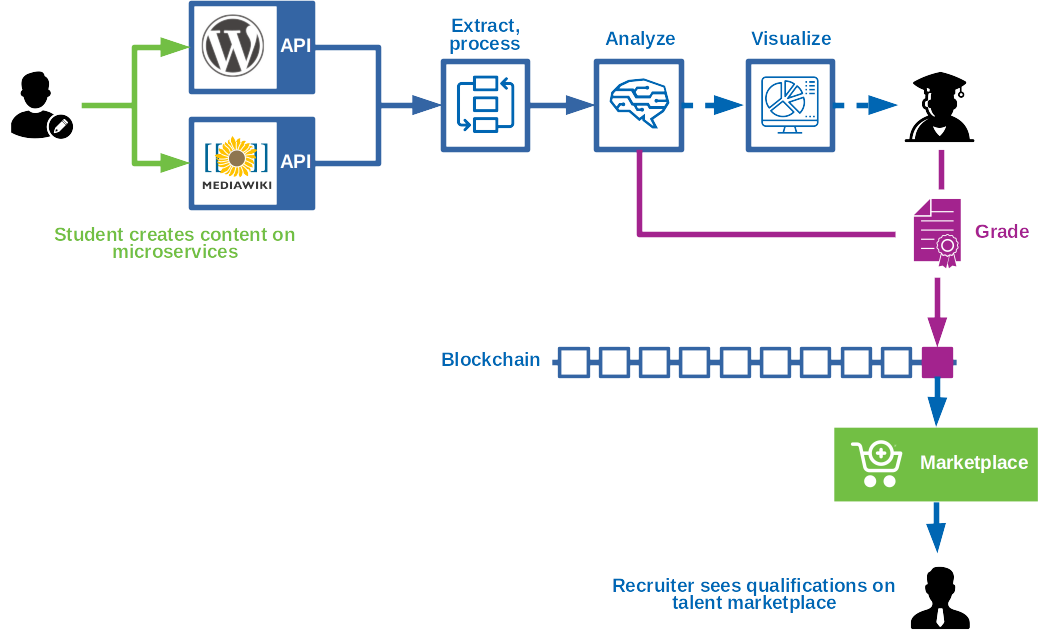 Extract,
process
Analyze
Visualize
API
API
[[ ]]
MEDIAWIKI
Student creates content on
microservices
Grade
Blockchain
Marketplace
Recruiter sees qualifications on
talent marketplace